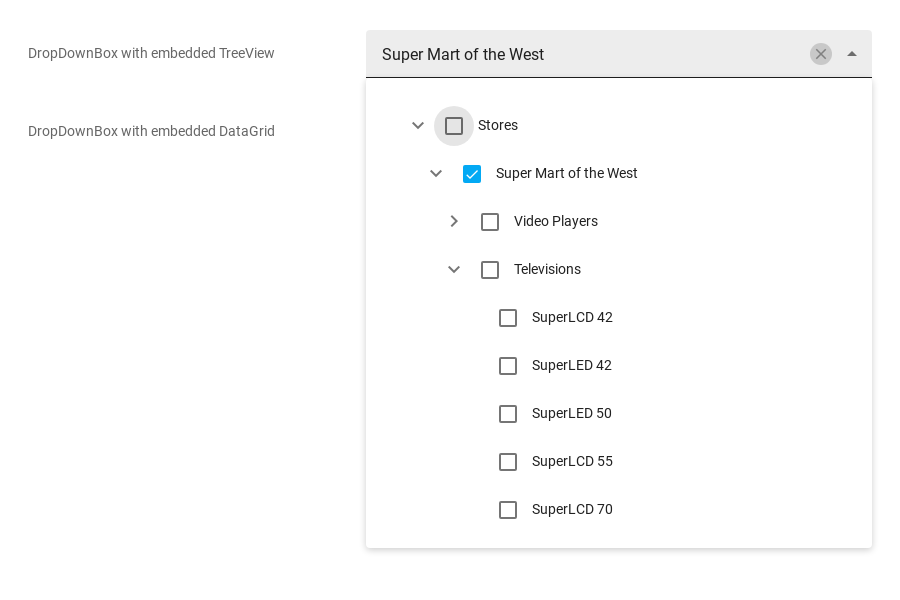 DropDownBox with embedded TreeView
Super Mart of the West
DropDownBox with embedded DataGrid
Stores
Super Mart of the West
Video Players
Televisions
SuperLCD 42
SuperLED 42
SuperLED 50
SuperLCD 55
SuperLCD 70